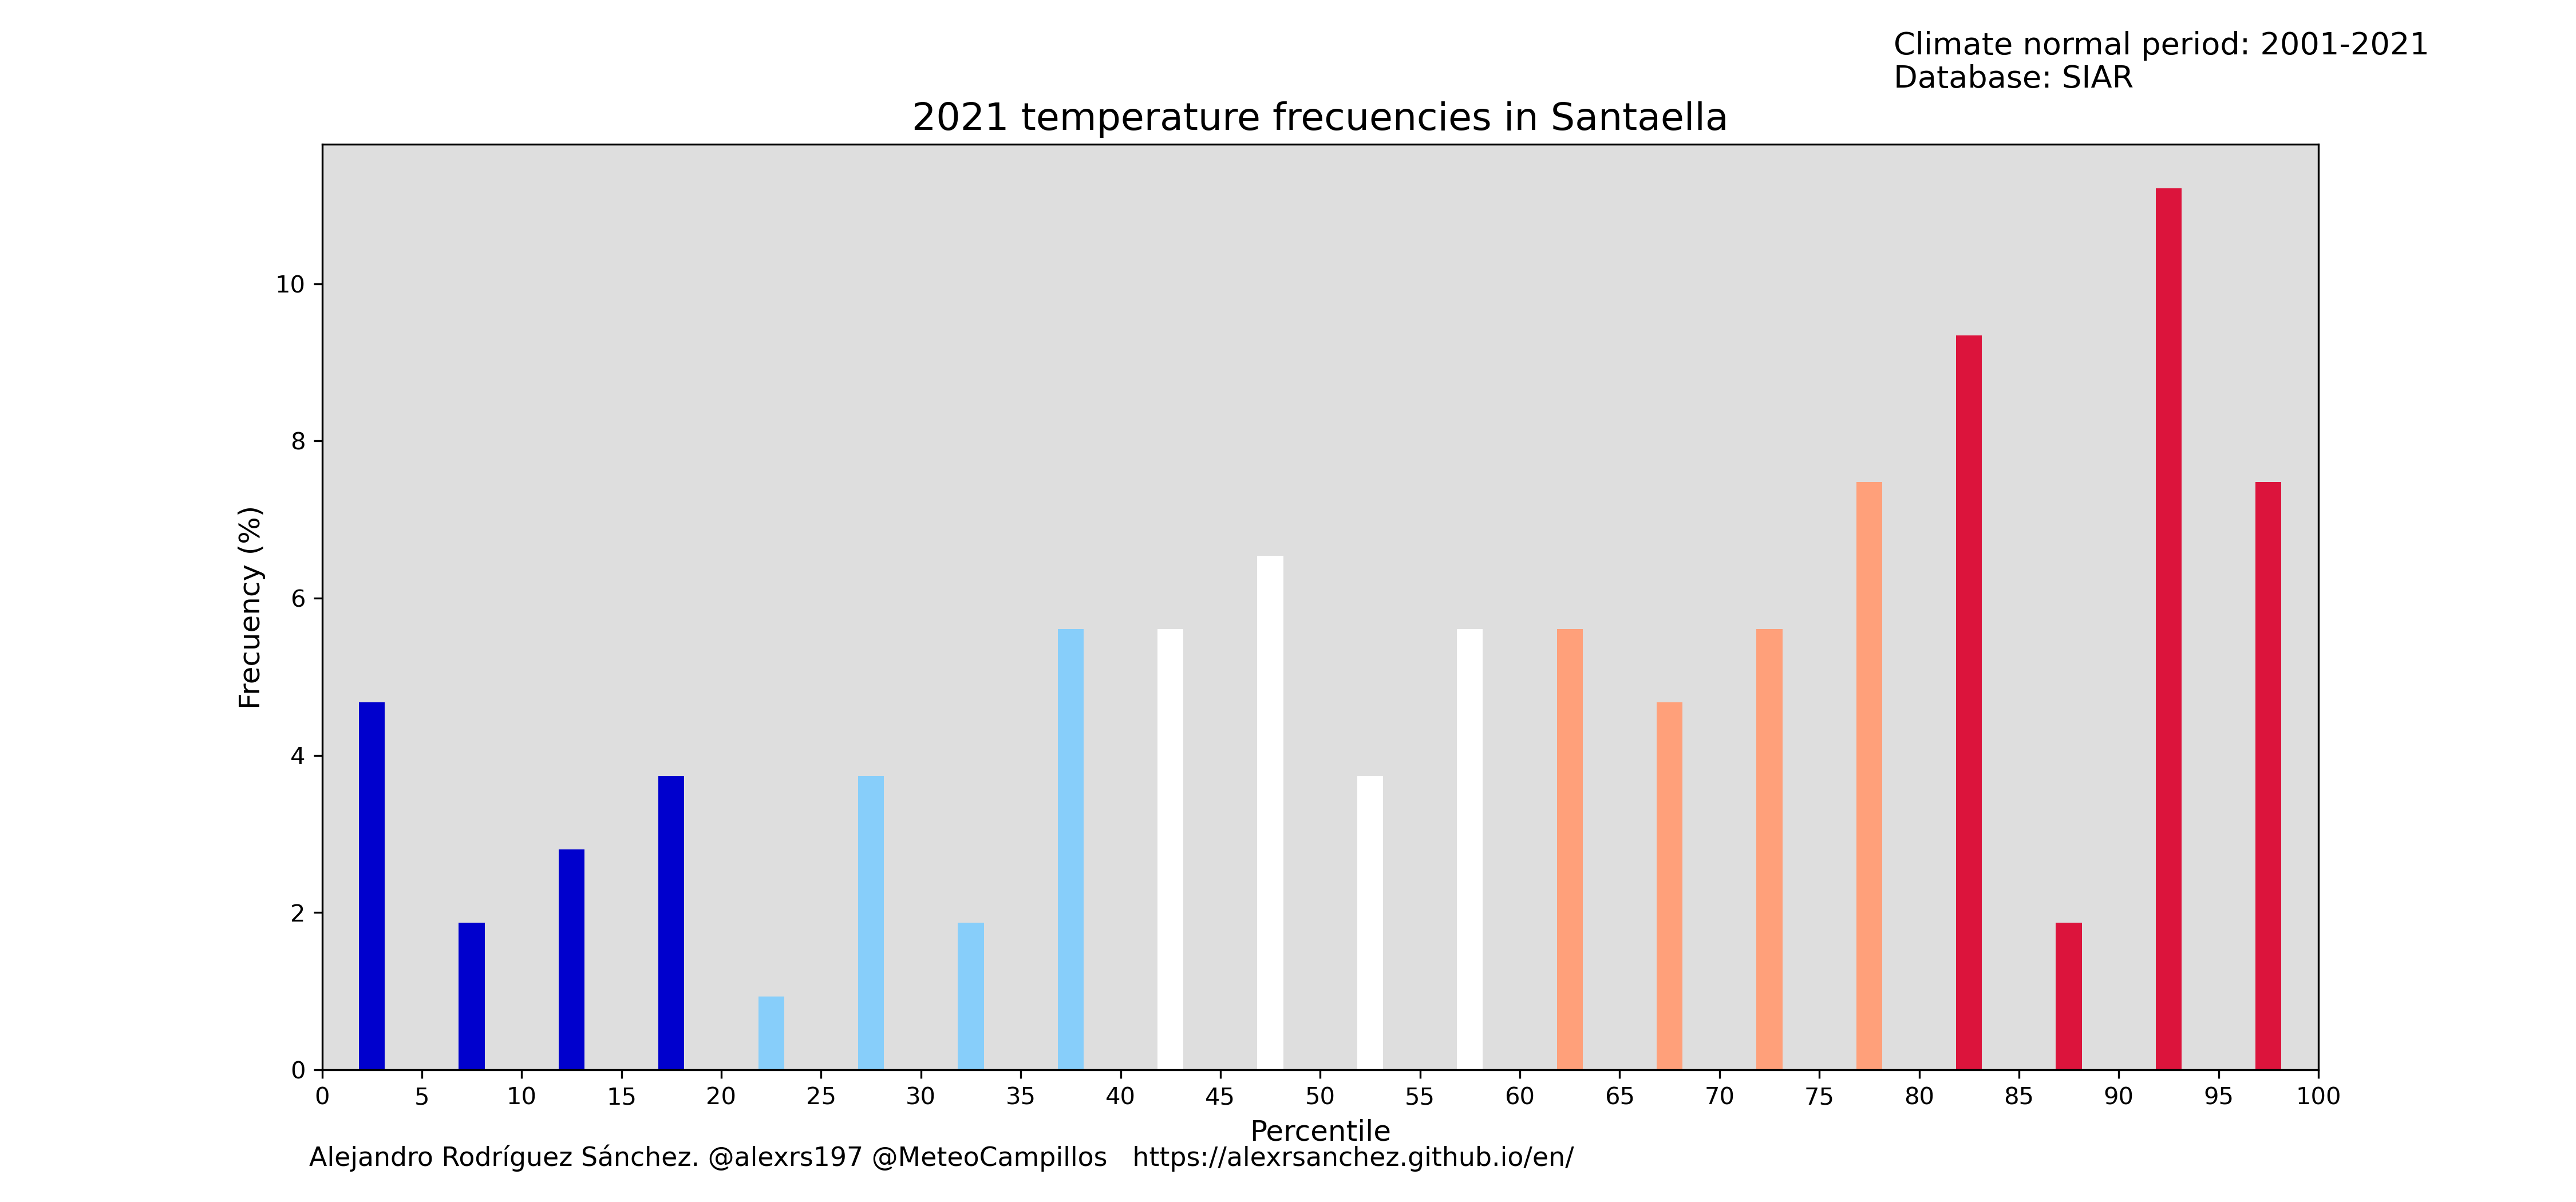 Climate normal period: 2001-2021
Database: SIAR
2021 temperature frecuencies in Santaella
Frecuency (%)
10
8
6
4
2
0
0 5 10 15 20 25 30 35 40 45 50 55 60 65 70 75 80 85 90 95 100
Percentile
Alejandro Rodríguez Sánchez. @alexrs197 @MeteoCampillos https://alexrsanchez.github.io/en/